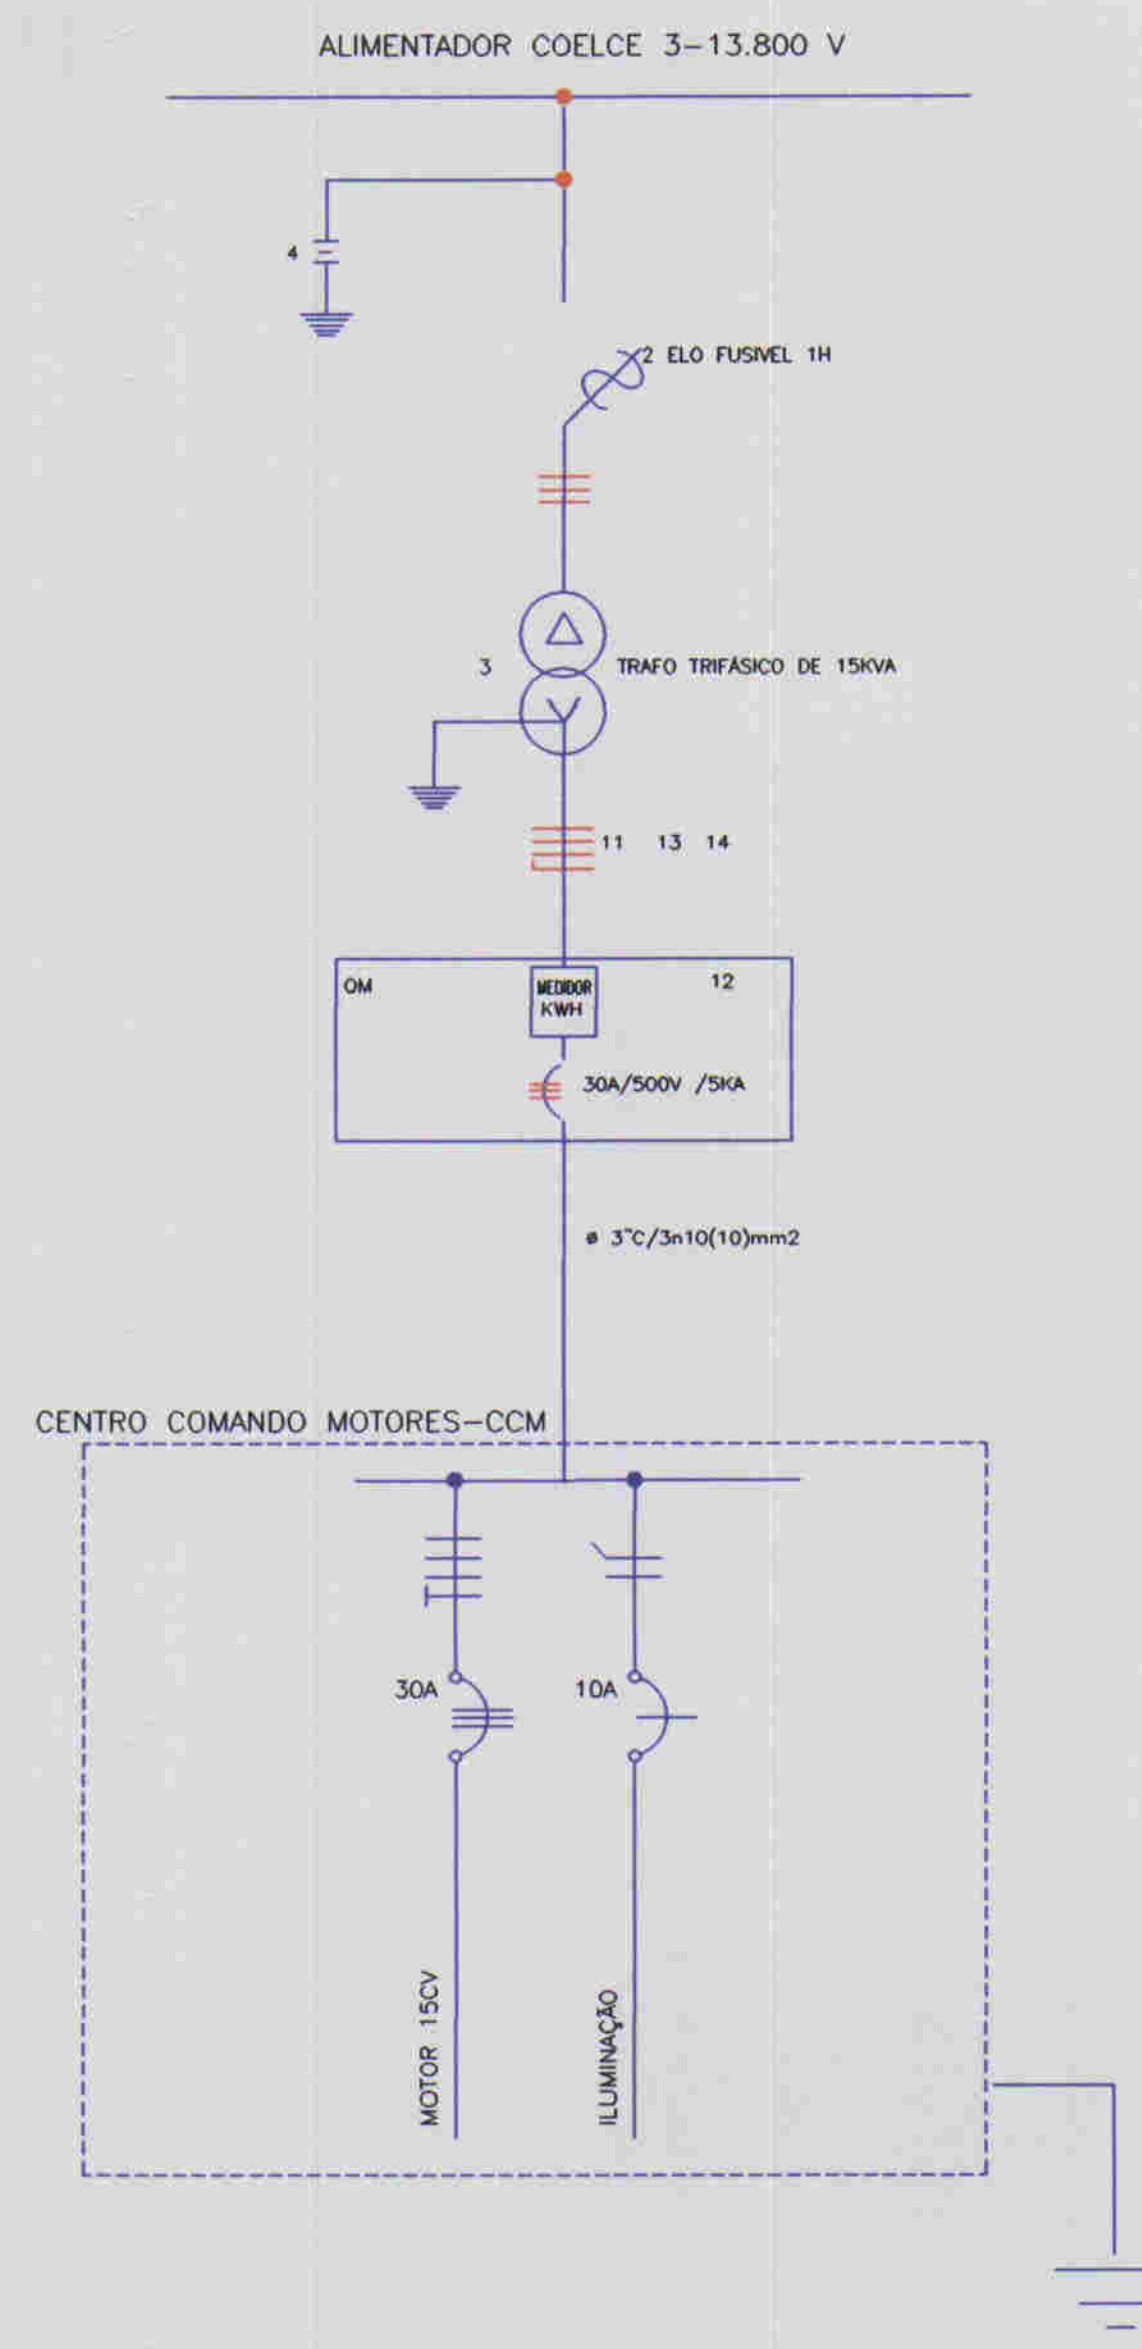 ALIMENTADOR COELCE 3-13.800 V
4
2 ELO FUSIVEL 1H
3
TRAFO TRIFÁSICO DE 15KVA
11 13 14
QM
MEDIDOR
KWH
12
30A/500V /5KA
ø 3"C/3n10(10)mm2
CENTRO COMANDO MOTORES-CCM
30A
10A
MOTOR 15CV
ILUMINAÇÃO